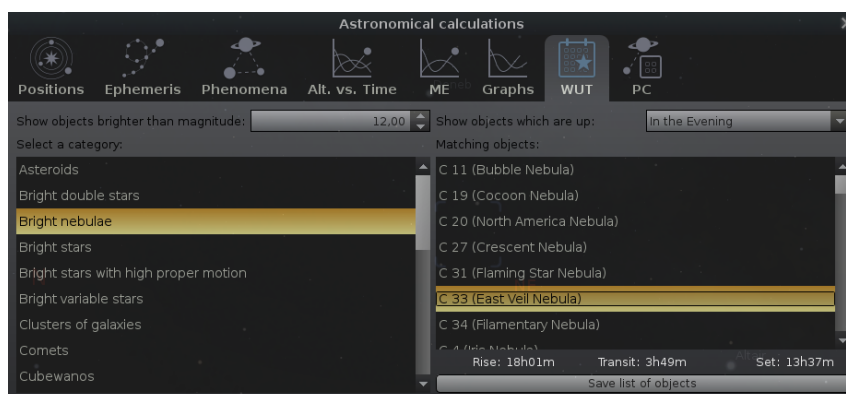 Astronomical calculations
Positions Ephemeris Phenomena Alt. vs. Time ME Graphs WUT PC
Show objects brighter than magnitude: 12,00 Show objects which are up: In the Evening
Select a category: Matching objects:
Asteroids C 11 (Bubble Nebula)
Bright double stars C 19 (Cocoon Nebula)
Bright nebulae C 20 (North America Nebula)
Bright stars C 27 (Crescent Nebula)
Bright stars with high proper motion C 31 (Flaming Star Nebula)
Bright variable stars C 33 (East Veil Nebula)
Clusters of galaxies C 34 (Filamentary Nebula)
Comets C 4 (Iris Nebula)
Rise: 18h01m Transit: 3h49m Set: 13h37m
Cubewanos Save list of objects